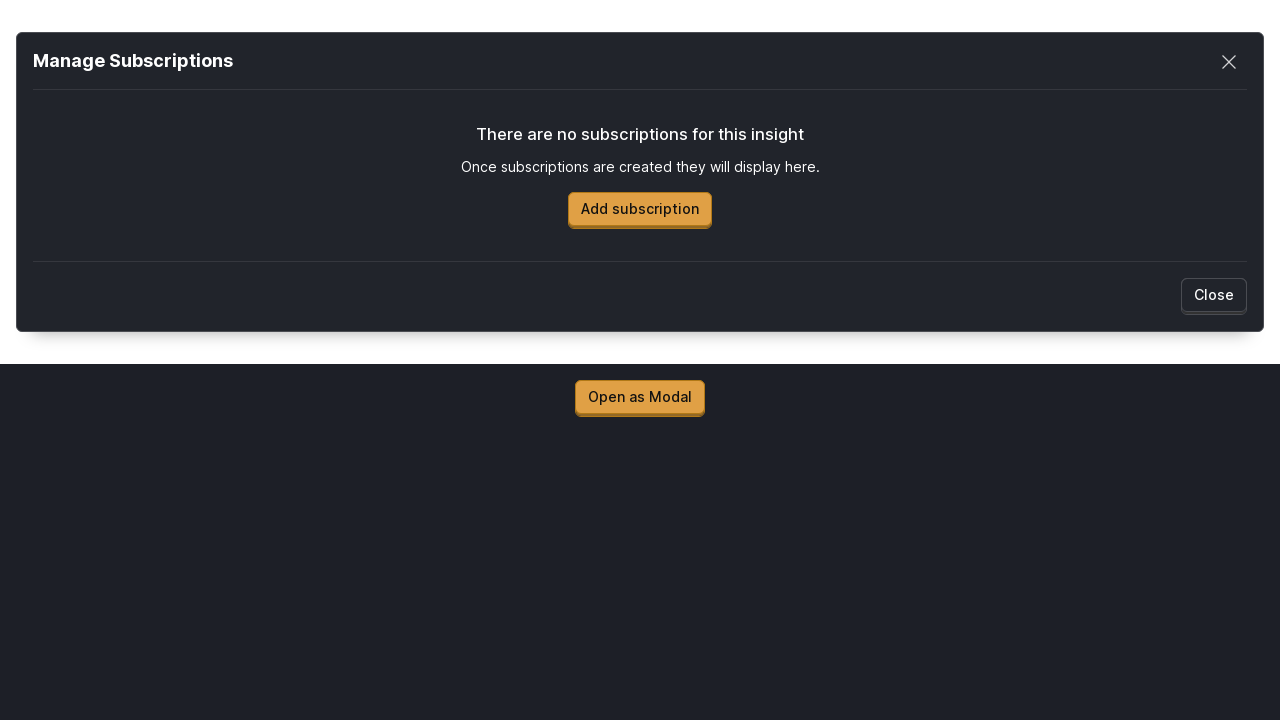 Manage Subscriptions
There are no subscriptions for this insight
Once subscriptions are created they will display here.
Add subscription
Close
Open as Modal